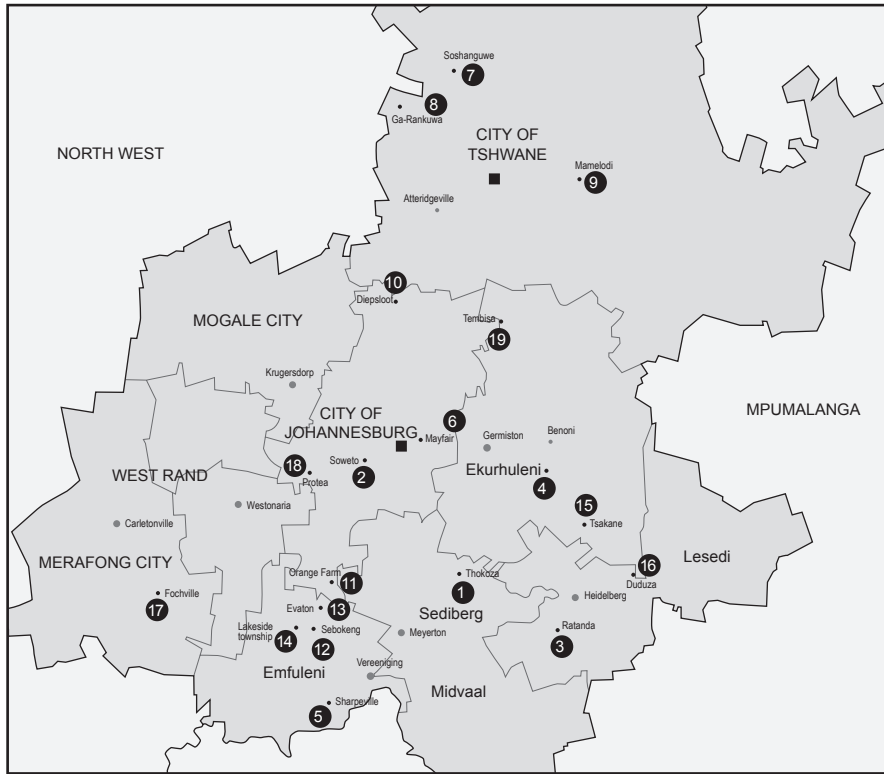 Soshanguwe
7
8
Ga-Rankuwa
CITY OF
TSHWANE
NORTH WEST
Mamelodi
9
Atteridgeville
10
Diepsloot
MOGALE CITY
Tembisa
19
Krugersdorp
MPUMALANGA
CITY OF
JOHANNESBURG
6
Mayfair
Germiston
Benoni
WEST RAND
18
Protea
Soweto
2
Ekurhuleni
4
15
Tsakane
Westonaria
Carletonville
MERAFONG CITY
Lesedi
16
Duduza
Orange Farm
11
Thokoza
1
Sediberg
Heidelberg
Fochville
17
Evaton
13
Lakeside
township
14
Sebokeng
12
Meyerton
Ratanda
3
Emfuleni
Vereeniging
Midvaal
Sharpeville
5